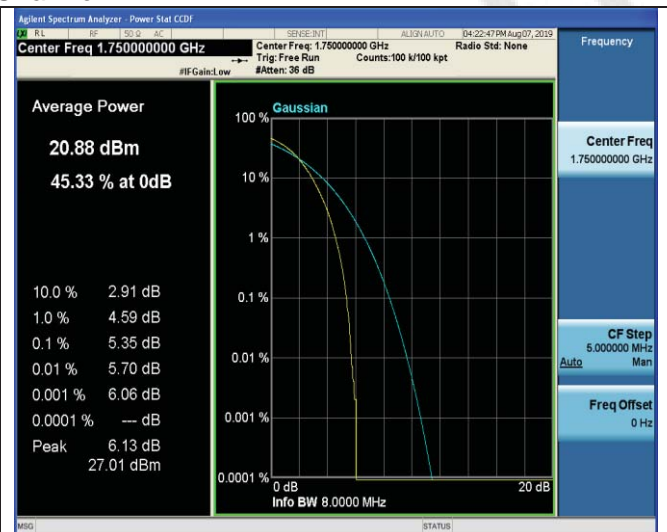 Agilent Spectrum Analyzer - Power Stat CCDF
RL RF 50 Ω AC SENSE:INT ALIGN AUTO 04:22:47 PM Aug 07, 2019
Center Freq 1.750000000 GHz
Center Freq: 1.750000000 GHz Radio Std: None
Trig: Free Run Counts:100 k/100 kpt
#IFGain:Low #Atten: 36 dB
Frequency
Average Power
20.88 dBm
45.33 % at 0dB
10.0 % 2.91 dB
1.0 % 4.59 dB
0.1 % 5.35 dB
0.01 % 5.70 dB
0.001 % 6.06 dB
0.0001 % --- dB
Peak 6.13 dB
27.01 dBm
Gaussian
100 %
10 %
1 %
0.1 %
0.01 %
0.001 %
0.0001 %
0 dB 20 dB
Info BW 8.0000 MHz
Center Freq
1.750000000 GHz
CF Step
5.000000 MHz
Auto Man
Freq Offset
0 Hz
MSG STATUS